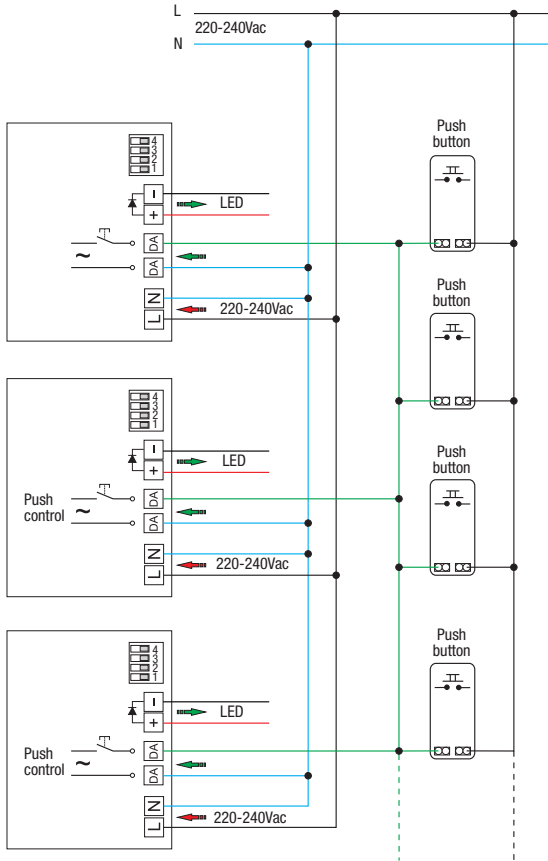 L
220-240Vac
N
4
3
2
1
−
LED
+
~
DA
DA
N
220-240Vac
L
Push
button
Push
button
4
3
2
1
−
LED
+
Push
control
~
DA
DA
N
220-240Vac
L
Push
button
4
3
2
1
−
LED
+
Push
control
~
DA
DA
N
220-240Vac
L
Push
button